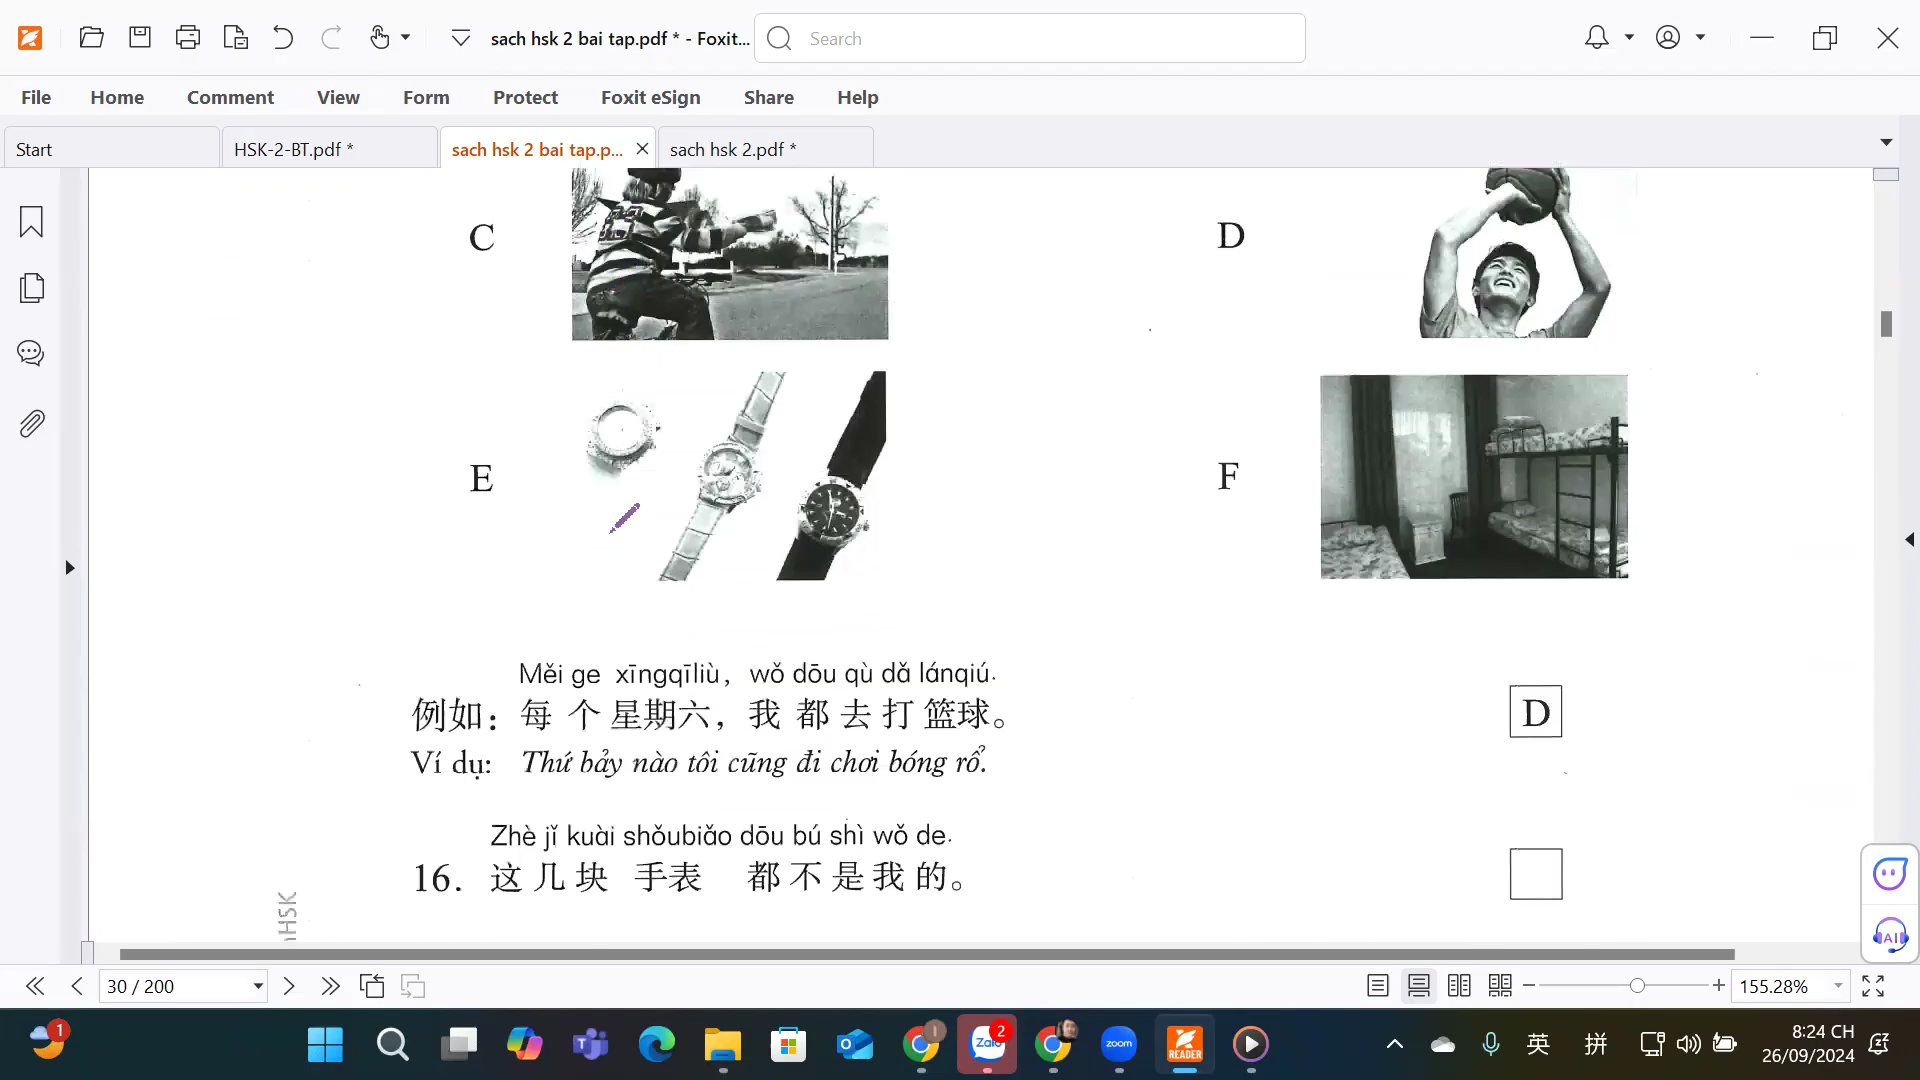 sach hsk 2 bai tap.pdf * - Foxit...
Search
File Home Comment View Form Protect Foxit eSign Share Help
Start
HSK-2-BT.pdf *
sach hsk 2 bai tap.p...
sach hsk 2.pdf *
C
D
E
F
Měi ge xīngqīliù, wǒ dōu qù dǎ lánqiú.
例如: 每个星期六, 我都去打篮球。
D
Ví dụ: Thứ bảy nào tôi cũng đi chơi bóng rổ.
Zhè jǐ kuài shǒubiǎo dōu bú shì wǒ de.
16. 这几块手表 都不是我的。
HSK
AI
30 / 200
155.28%
1
Zalo
2
zoom
READER
英
拼
8:24 CH
26/09/2024